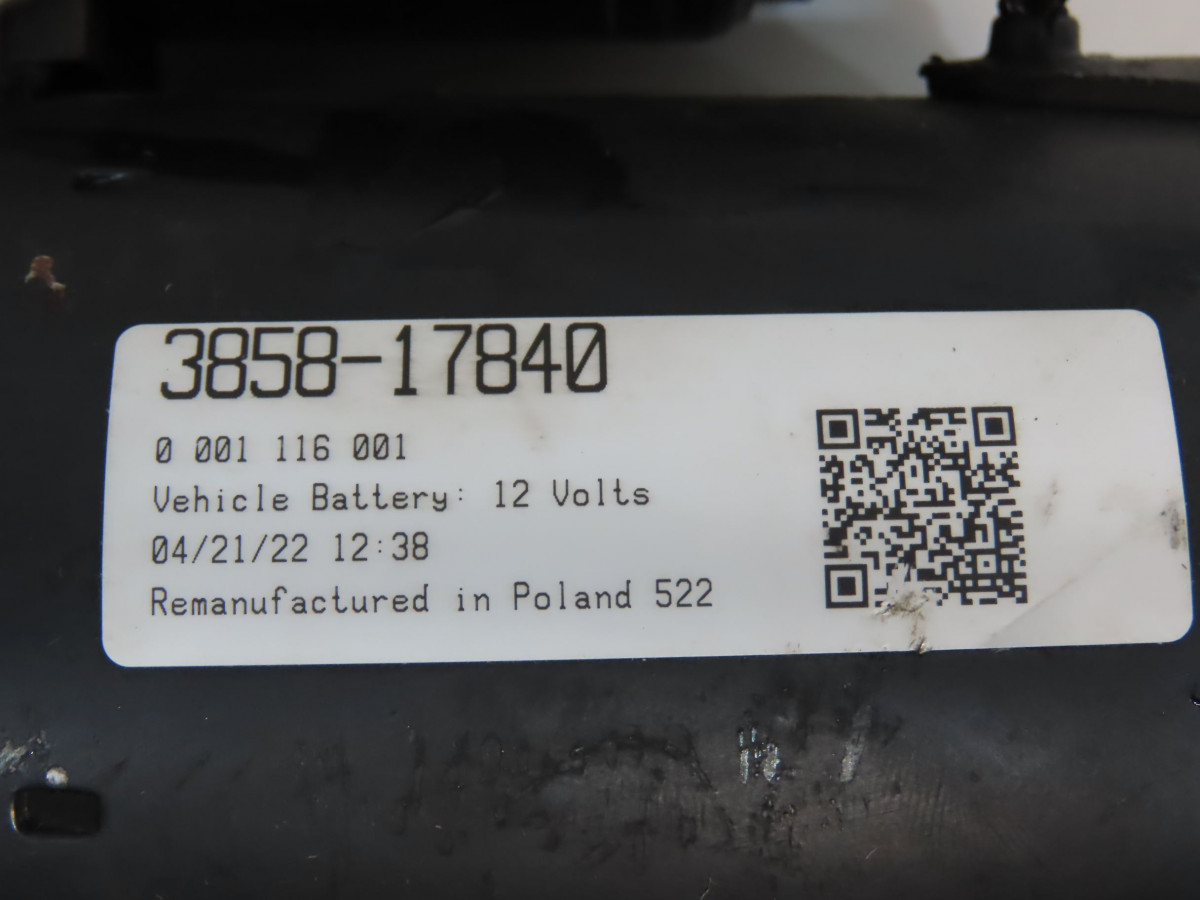 3858-17840
0 001 116 001
Vehicle Battery: 12 Volts
04/21/22 12:38
Remanufactured in Poland 522